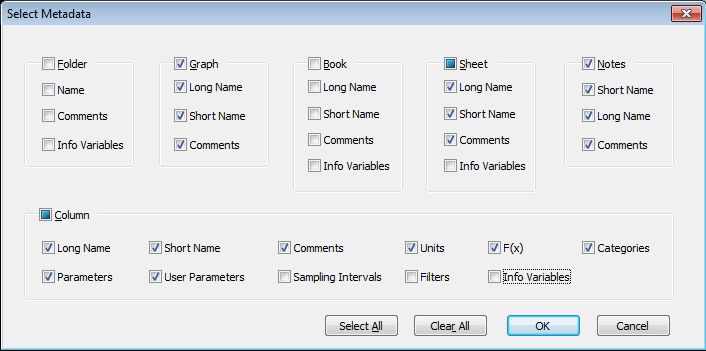 Select Metadata
Folder
Name
Comments
Info Variables
Graph
Long Name
Short Name
Comments
Book
Long Name
Short Name
Comments
Info Variables
Sheet
Long Name
Short Name
Comments
Info Variables
Notes
Short Name
Long Name
Comments
Column
Long Name Short Name Comments Units F(x) Categories
Parameters User Parameters Sampling Intervals Filters Info Variables
Select All Clear All OK Cancel